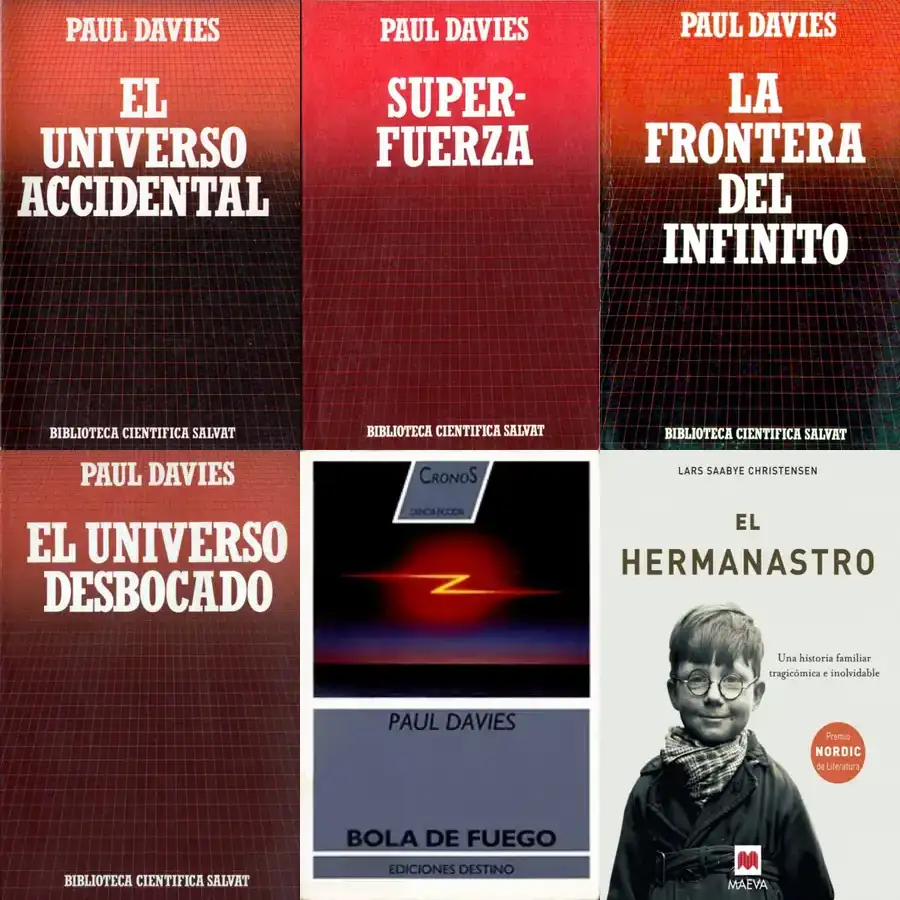 PAUL DAVIES
EL
UNIVERSO
ACCIDENTAL
BIBLIOTECA CIENTIFICA SALVAT
PAUL DAVIES
SUPER-
FUERZA
BIBLIOTECA CIENTIFICA SALVAT
PAUL DAVIES
LA
FRONTERA
DEL
INFINITO
BIBLIOTECA CIENTIFICA SALVAT
PAUL DAVIES
EL UNIVERSO
DESBOCADO
BIBLIOTECA CIENTIFICA SALVAT
CRONOS
CIENCIA FICCION
PAUL DAVIES
BOLA DE FUEGO
EDICIONES DESTINO
LARS SAABYE CHRISTENSEN
EL
HERMANASTRO
Una historia familiar
tragicómica e inolvidable
Premio
NORDIC
de Literatura
MAEVA